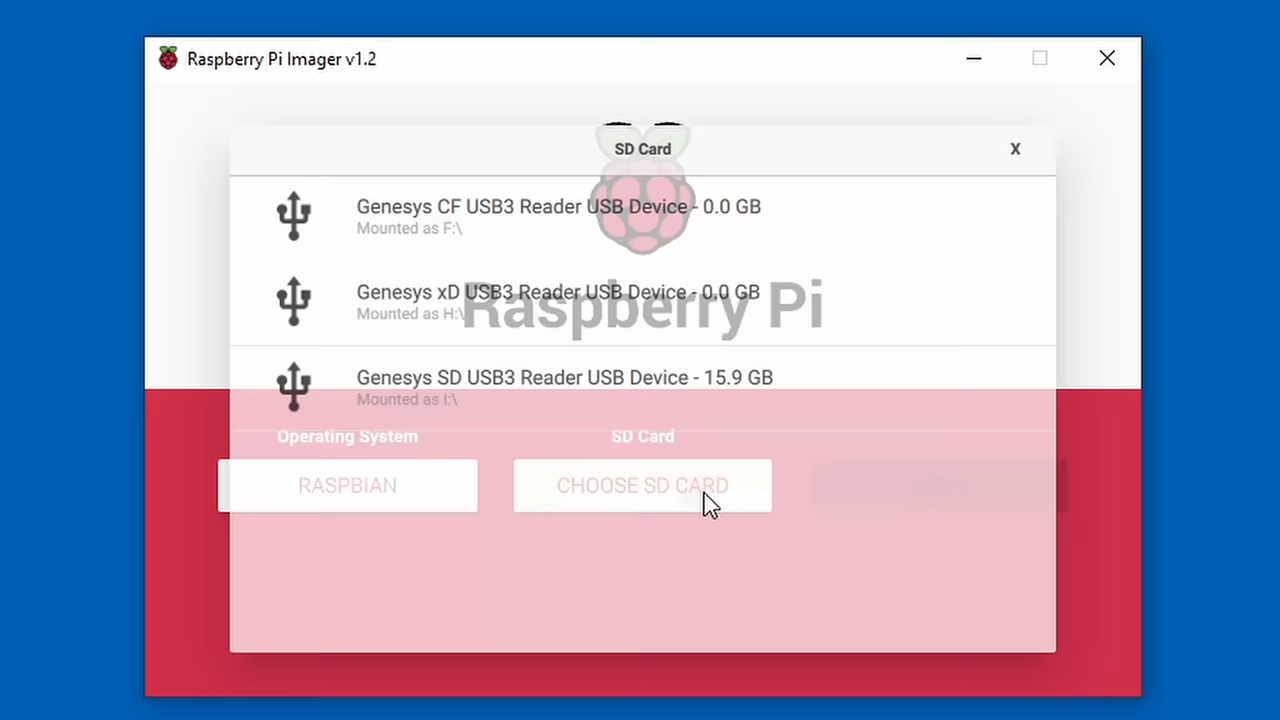 Raspberry Pi Imager v1.2
SD Card
X
Genesys CF USB3 Reader USB Device - 0.0 GB
Mounted as F:\
Genesys xD USB3 Reader USB Device - 0.0 GB
Mounted as H:\
Raspberry Pi
Genesys SD USB3 Reader USB Device - 15.9 GB
Mounted as I:\
Operating System
SD Card
RASPBIAN
CHOOSE SD CARD